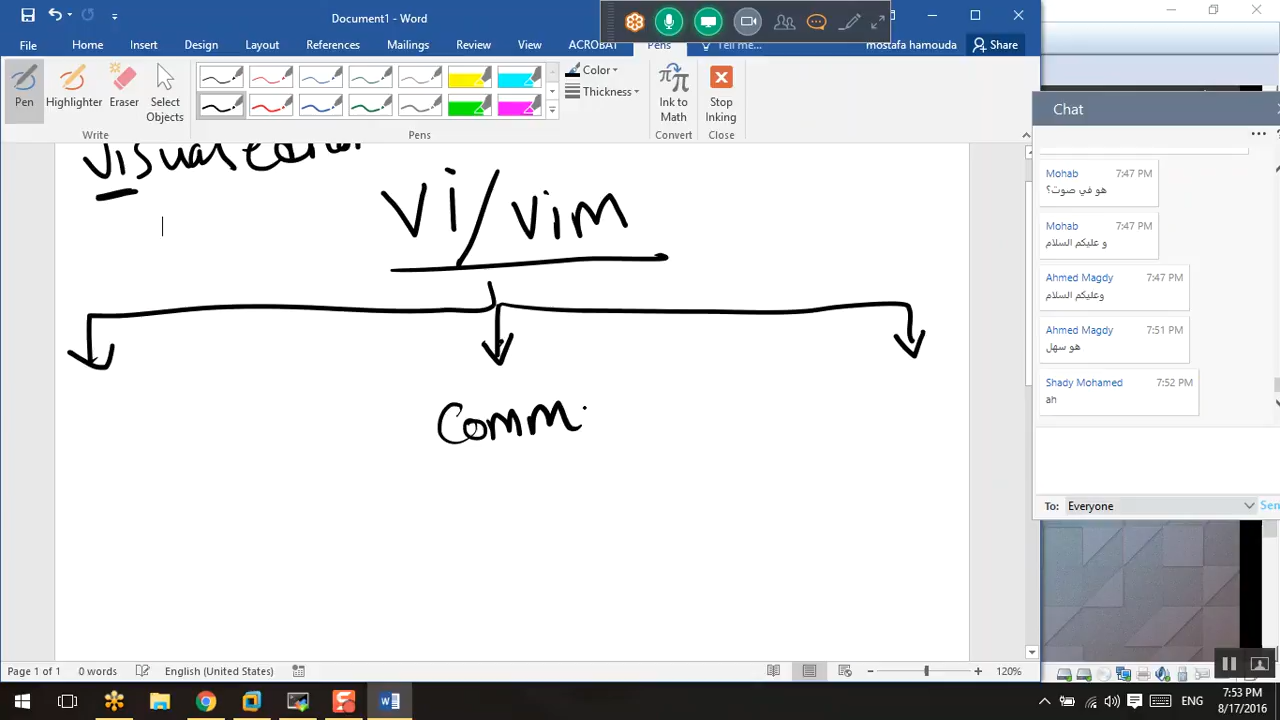 Document1 - Word
File Home Insert Design Layout References Mailings Review View ACROBAT Pens Tell me... mostafa hamouda Share
Pen Highlighter Eraser Select Objects
Color
Thickness
Ink to Math
Stop Inking
Write Pens Convert Close
Visual Editor
Vi/Vim
Comm
Chat
Mohab 7:47 PM
هو في صوت؟
Mohab 7:47 PM
و عليكم السلام
Ahmed Magdy 7:47 PM
وعليكم السلام
Ahmed Magdy 7:51 PM
هو سهل
Shady Mohamed 7:52 PM
ah
To: Everyone Sen
Page 1 of 1 0 words English (United States) 120%
ENG 7:53 PM
8/17/2016